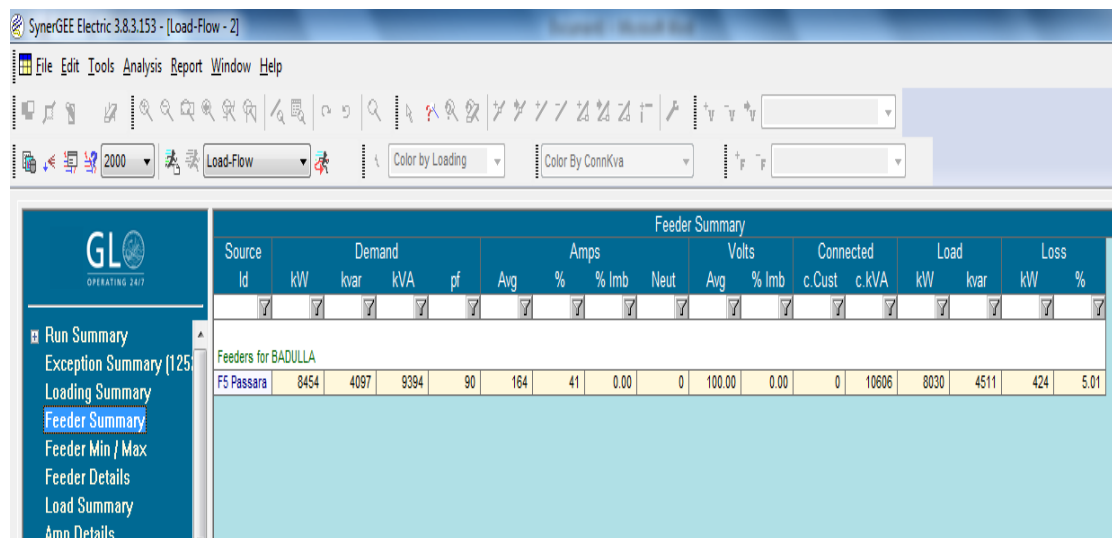 SynerGEE Electric 3.8.3.153 - [Load-Flow - 2]
File Edit Tools Analysis Report Window Help
2000 Load-Flow Color by Loading Color By ConnKva
GL
OPERATING 24/7
Run Summary
Exception Summary (125
Loading Summary
Feeder Summary
Feeder Min / Max
Feeder Details
Load Summary
Amp Details
Feeder Summary
Source Demand Amps Volts Connected Load Loss
Id kW kvar kVA pf Avg % % Imb Neut Avg % Imb c.Cust c.kVA kW kvar kW %
Feeders for BADULLA
F5 Passara 8454 4097 9394 90 164 41 0.00 0 100.00 0.00 0 10606 8030 4511 424 5.01